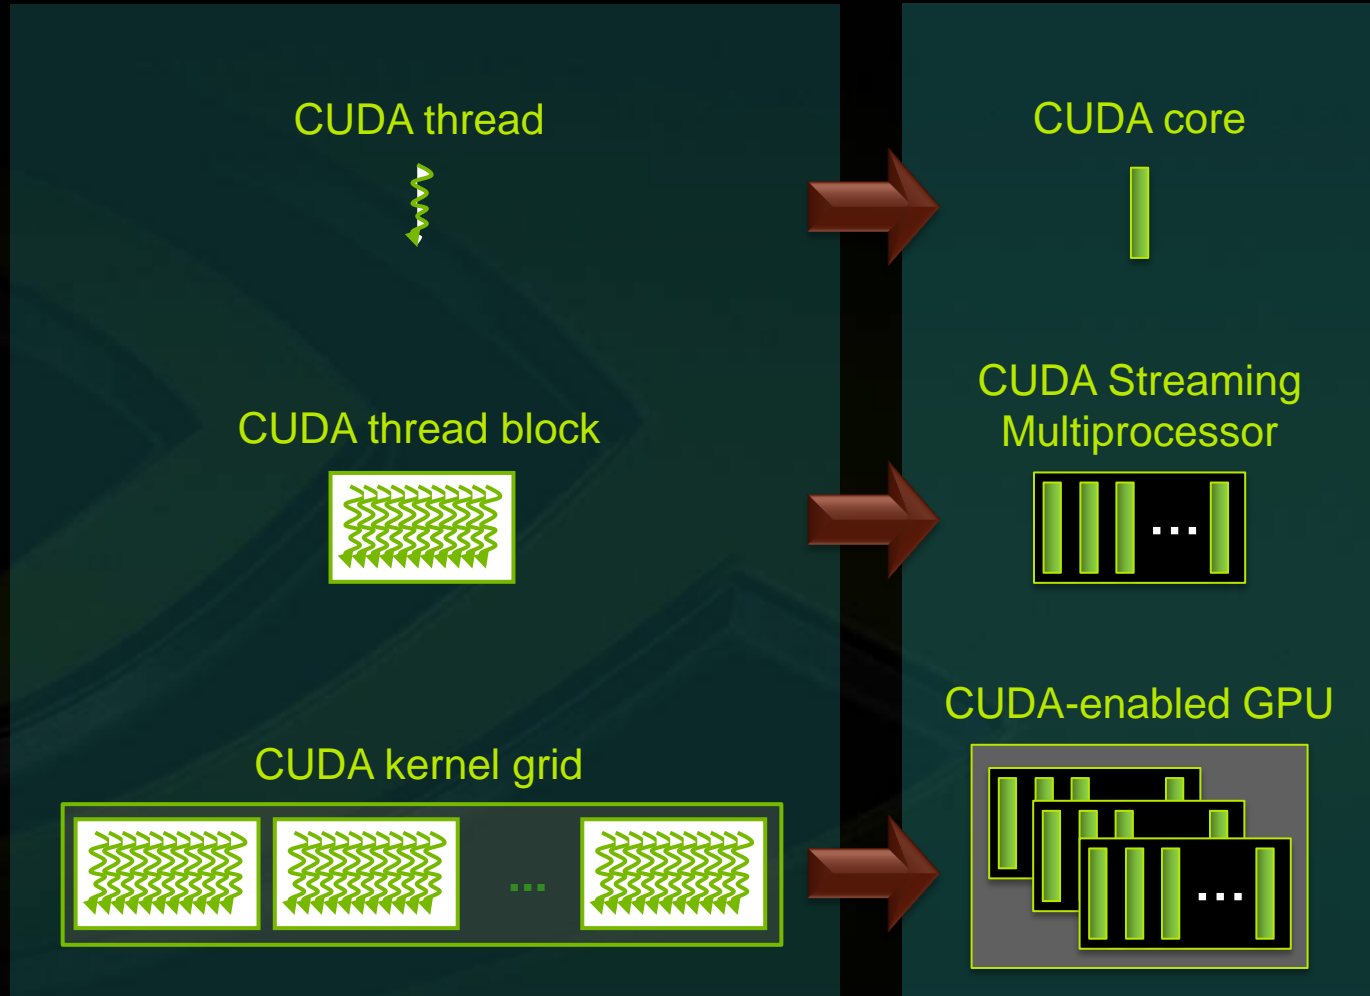 CUDA thread
CUDA core
CUDA thread block
CUDA Streaming
Multiprocessor
...
CUDA kernel grid
...
CUDA-enabled GPU
...